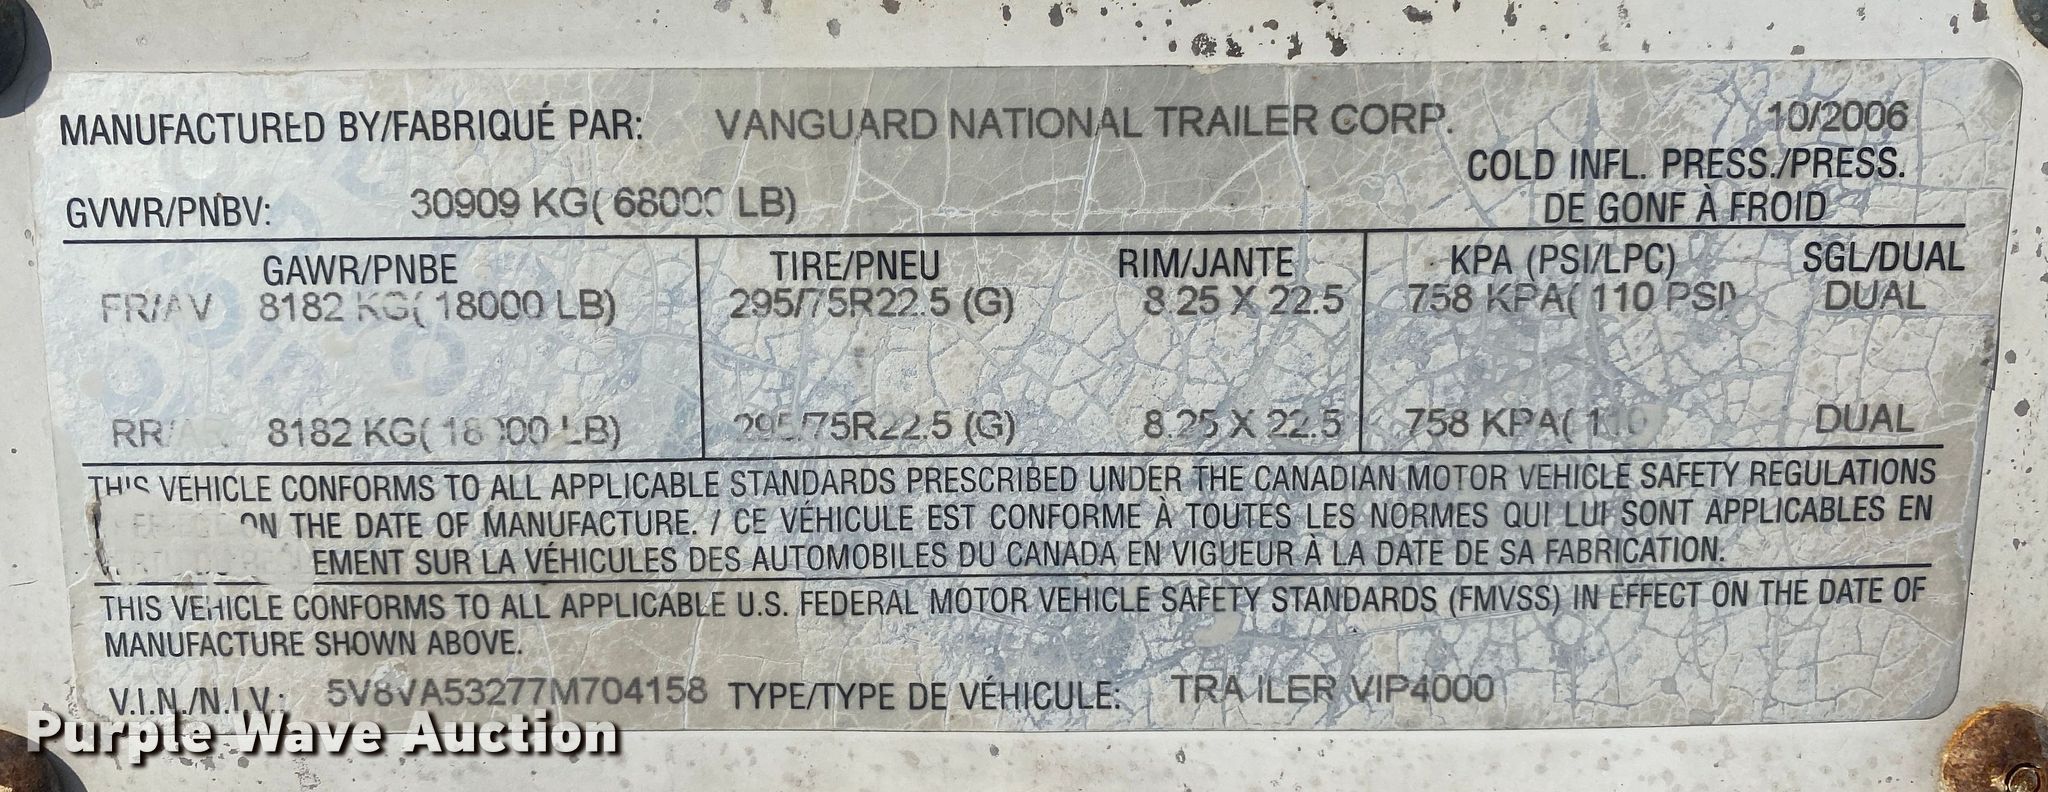 MANUFACTURED BY/FABRIQUÉ PAR: VANGUARD NATIONAL TRAILER CORP. 10/2006
COLD INFL. PRESS./PRESS.
GVWR/PNBV: 30909 KG( 68000 LB) DE GONF À FROID
GAWR/PNBE TIRE/PNEU RIM/JANTE KPA (PSI/LPC) SGL/DUAL
FR/AV 8182 KG( 18000 LB) 295/75R22.5 (G) 8.25 X 22.5 758 KPA( 110 PSI) DUAL
RR/AR 8182 KG( 18000 LB) 295/75R22.5 (G) 8.25 X 22.5 758 KPA( 110 DUAL
THIS VEHICLE CONFORMS TO ALL APPLICABLE STANDARDS PRESCRIBED UNDER THE CANADIAN MOTOR VEHICLE SAFETY REGULATIONS
ON THE DATE OF MANUFACTURE. / CE VÉHICULE EST CONFORME À TOUTES LES NORMES QUI LUI SONT APPLICABLES EN
EMENT SUR LA VÉHICULES DES AUTOMOBILES DU CANADA EN VIGUEUR À LA DATE DE SA FABRICATION.
THIS VEHICLE CONFORMS TO ALL APPLICABLE U.S. FEDERAL MOTOR VEHICLE SAFETY STANDARDS (FMVSS) IN EFFECT ON THE DATE OF
MANUFACTURE SHOWN ABOVE.
V.I.N./N.I.V.: 5V8VA53277M704158 TYPE/TYPE DE VÉHICULE: TRAILER VIP4000
Purple Wave Auction